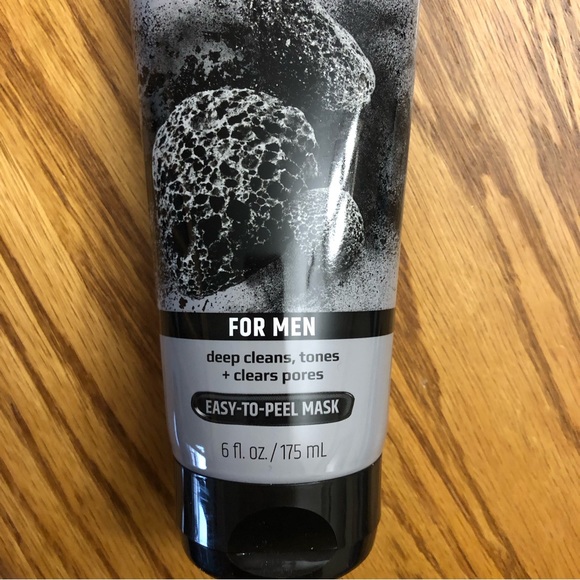 FOR MEN
deep cleans, tones
+ clears pores
EASY-TO-PEEL MASK
6 fl. oz. / 175 mL